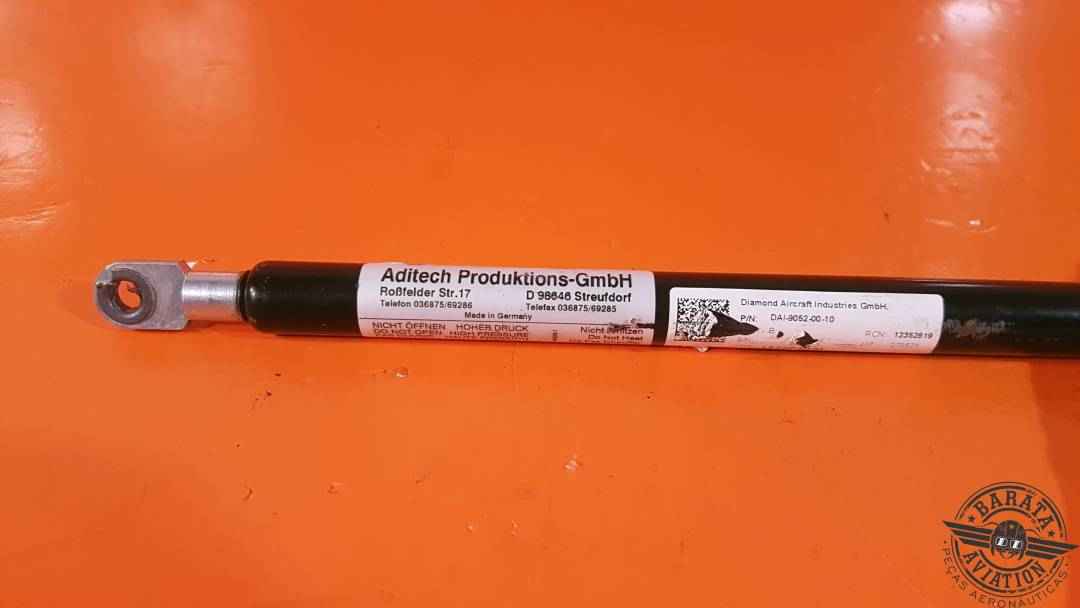 Aditech Produktions-GmbH
Roßfelder Str.17 D 98646 Streufdorf
Telefon 036875/69286 Telefax 036875/69285
Made in Germany
NICHT ÖFFNEN HOHER DRUCK Nicht
DO NOT OPEN HIGH PRESSURE Do Not Heat
Diamond Aircraft Industries GmbH,
P/N: DAI-9052-00-10
RCN: 12352819
BARATA
AVIATION
PEÇAS AERONÁUTICAS